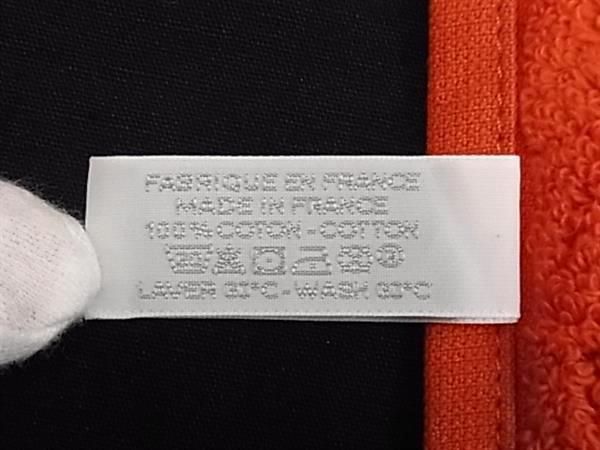 FABRIQUE EN FRANCE
MADE IN FRANCE
100% COTON - COTTON
LAVER 30°C - WASH 30°C